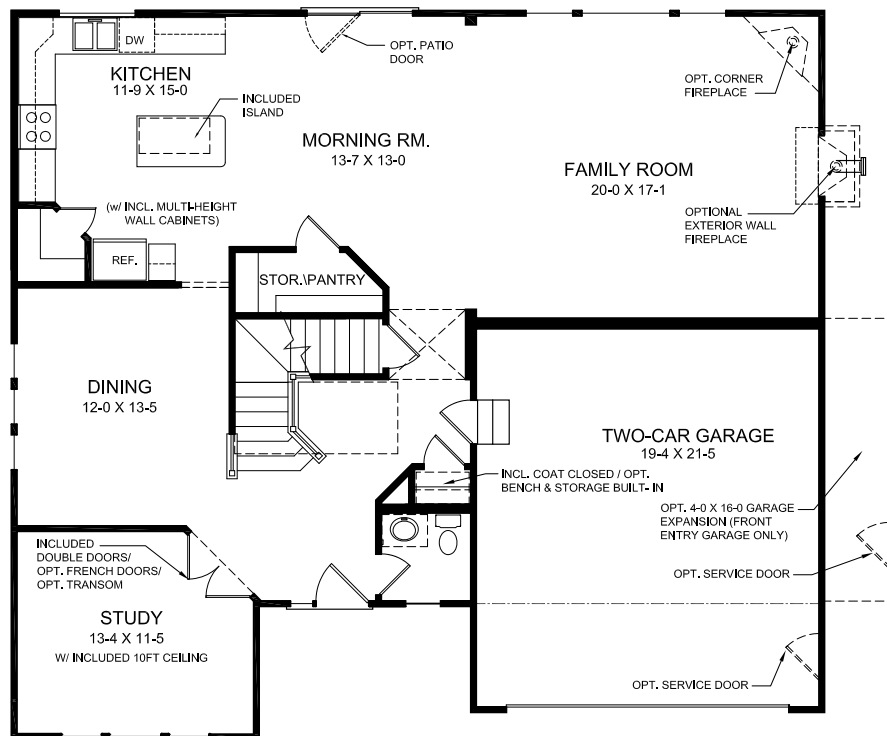 DW
KITCHEN
11-9 X 15-0
OPT. PATIO
DOOR
OPT. CORNER
FIREPLACE
INCLUDED
ISLAND
MORNING RM.
13-7 X 13-0
FAMILY ROOM
20-0 X 17-1
(w/ INCL. MULTI-HEIGHT
WALL CABINETS)
OPTIONAL
EXTERIOR WALL
FIREPLACE
REF.
STOR.\PANTRY
DINING
12-0 X 13-5
TWO-CAR GARAGE
19-4 X 21-5
INCL. COAT CLOSED / OPT.
BENCH & STORAGE BUILT- IN
OPT. 4-0 X 16-0 GARAGE
EXPANSION (FRONT
ENTRY GARAGE ONLY)
INCLUDED
DOUBLE DOORS/
OPT. FRENCH DOORS/
OPT. TRANSOM
OPT. SERVICE DOOR
STUDY
13-4 X 11-5
W/ INCLUDED 10FT CEILING
OPT. SERVICE DOOR